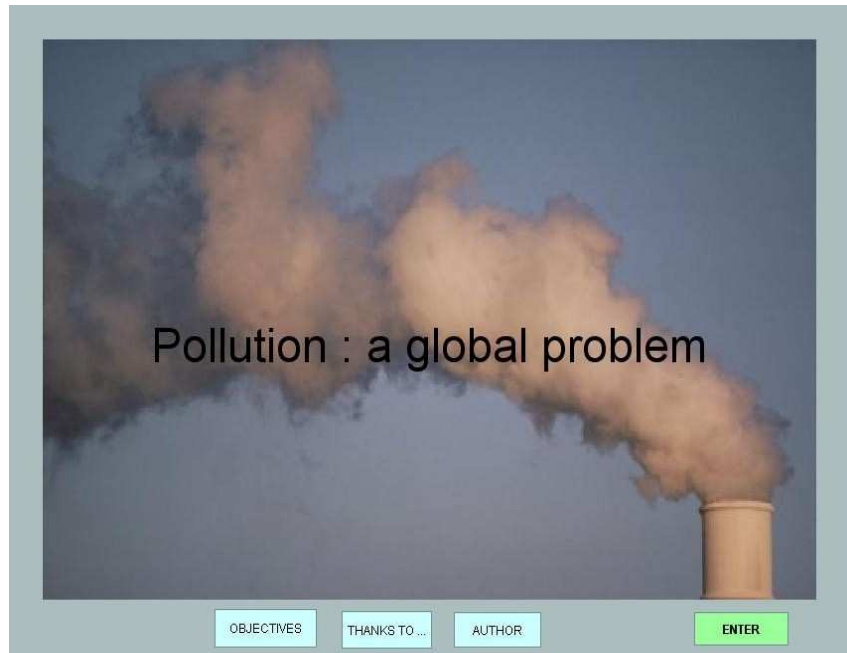 Pollution : a global problem
OBJECTIVES
THANKS TO ...
AUTHOR
ENTER